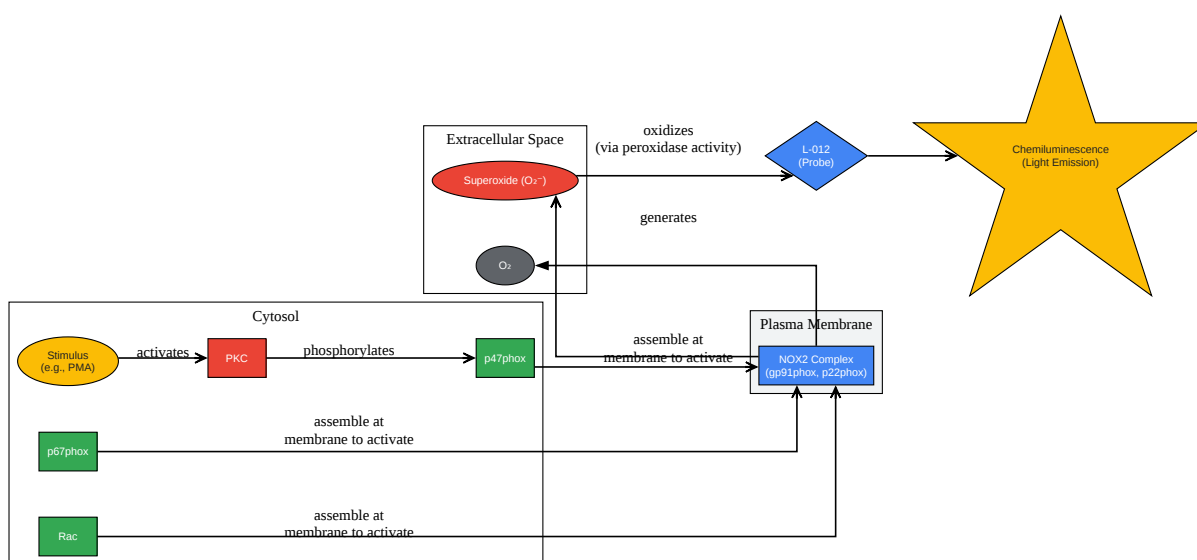 Extracellular Space
Superoxide (O₂⁻)
O₂
oxidizes
(via peroxidase activity)
L-012
(Probe)
Chemiluminescence
(Light Emission)
generates
Cytosol
Stimulus
(e.g., PMA)
activates
PKC
phosphorylates
p47phox
assemble at
membrane to activate
Plasma Membrane
NOX2 Complex
(gp91phox, p22phox)
p67phox
assemble at
membrane to activate
Rac
assemble at
membrane to activate